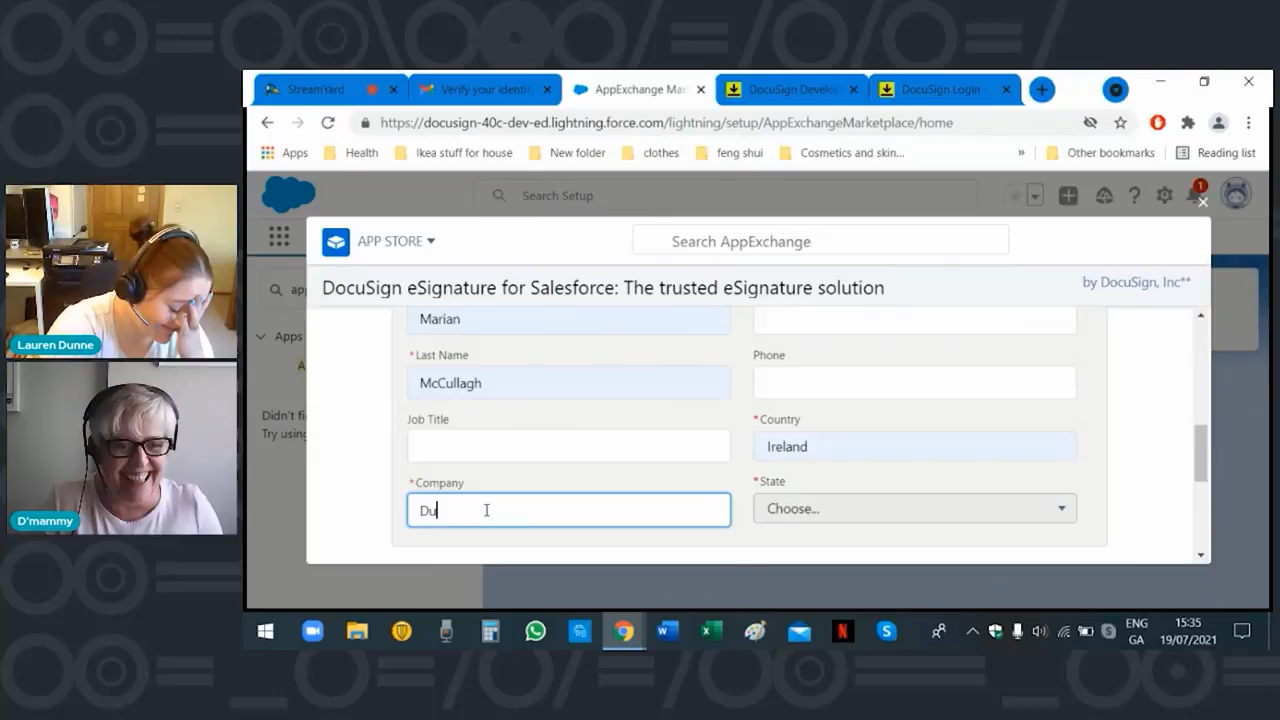 StreamYard
Verify your identi
AppExchange Ma
DocuSign Develo
DocuSign Login -
https://docusign-40c-dev-ed.lightning.force.com/lightning/setup/AppExchangeMarketplace/home
Apps
Health
Ikea stuff for house
New folder
clothes
feng shui
Cosmetics and skin...
»
Other bookmarks
Reading list
Search Setup
1
APP STORE
Search AppExchange
ap
DocuSign eSignature for Salesforce: The trusted eSignature solution
by DocuSign, Inc**
Apps
A
Didn't fi
Try using
Marian
*Last Name
Phone
McCullagh
Job Title
*Country
Ireland
*Company
*State
Du
Choose...
Lauren Dunne
D'mammy
ENG
GA
15:35
19/07/2021